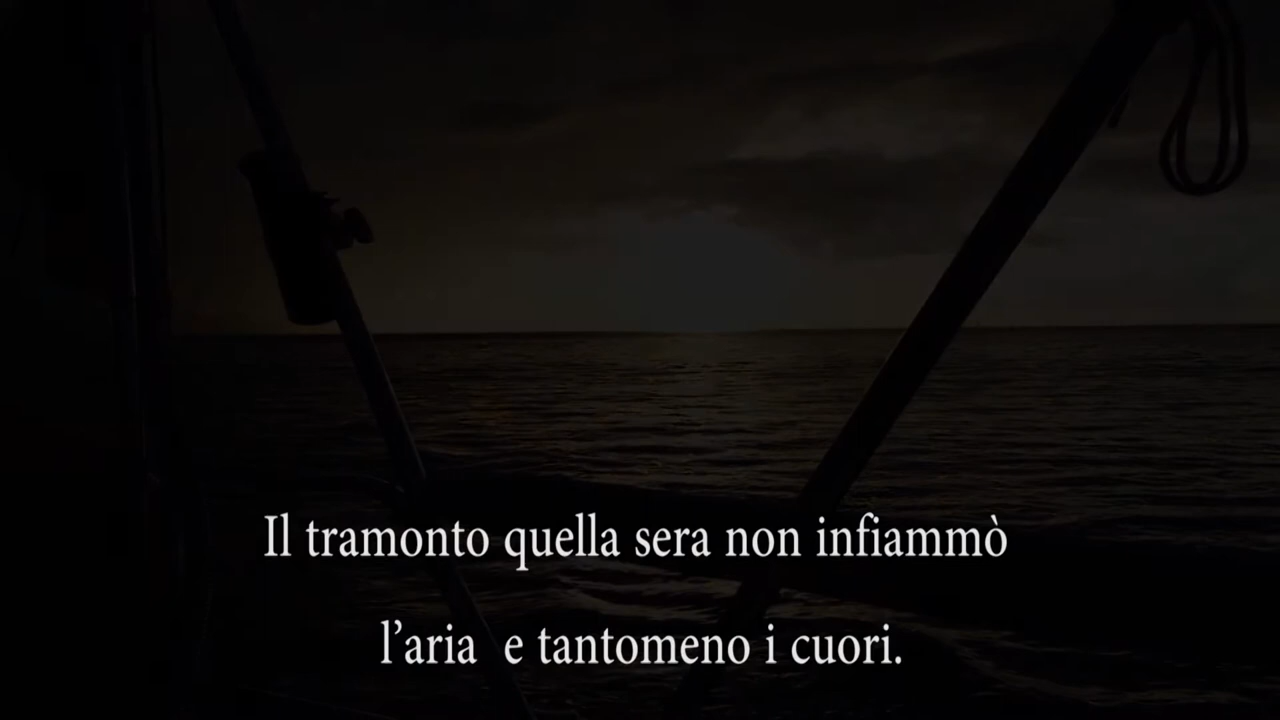 Il tramonto quella sera non infiammò
l’aria  e tantomeno i cuori.